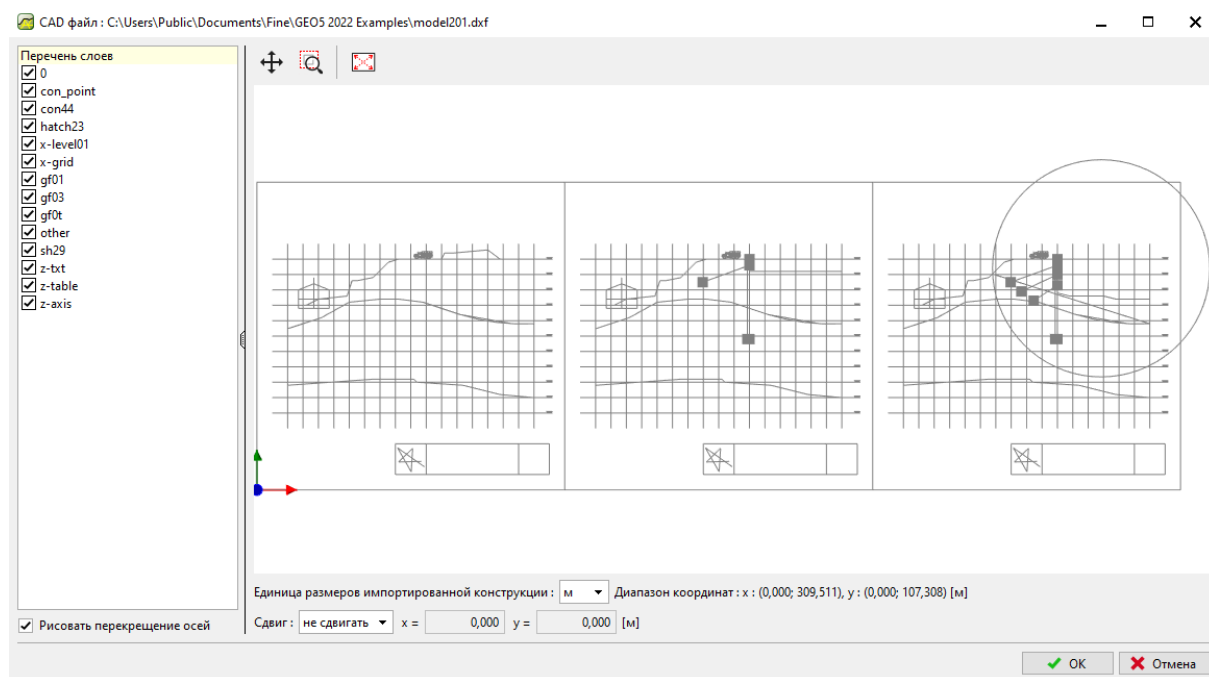 CAD файл : C:\Users\Public\Documents\Fine\GEO5 2022 Examples\model201.dxf
Перечень слоев
0
con_point
con44
hatch23
x-level01
x-grid
gf01
gf03
gf0t
other
sh29
z-txt
z-table
z-axis
Единица размеров импортированной конструкции : м Диапазон координат : x : (0,000; 309,511), y : (0,000; 107,308) [м]
Рисовать перекрещение осей
Сдвиг : не сдвигать x = 0,000 y = 0,000 [м]
OK Отмена